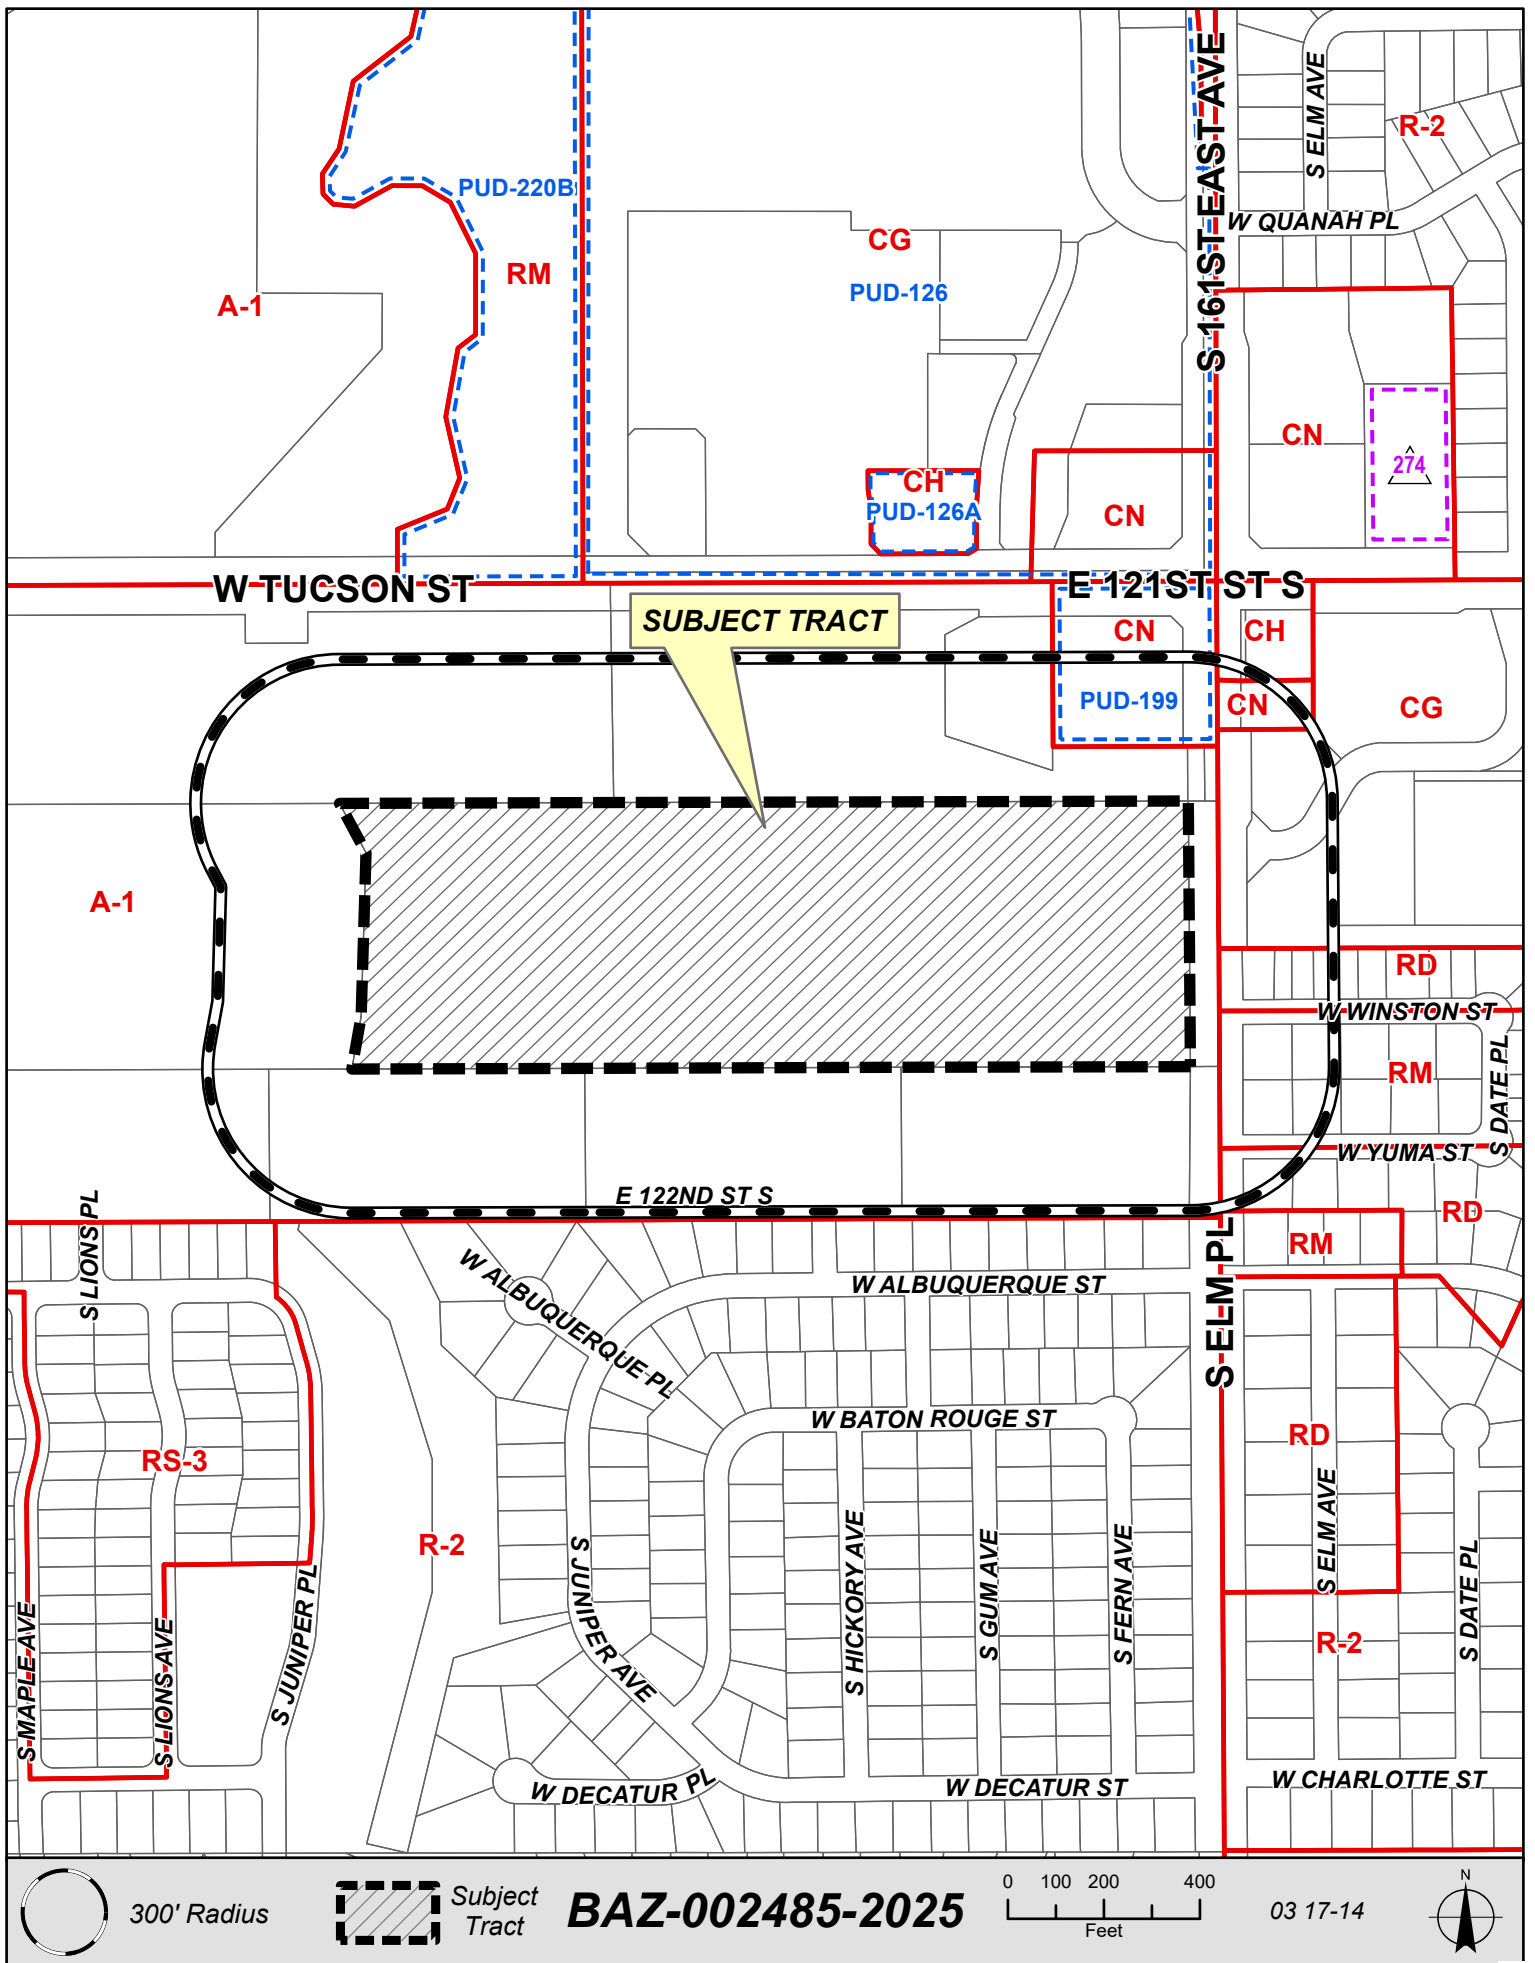 S 161ST EAST AVE
S ELM AVE
R-2
W QUANAH PL
PUD-220B
RM
A-1
CG
PUD-126
CN
274
CH
PUD-126A
CN
W TUCSON ST
E 121ST ST S
SUBJECT TRACT
CN
CH
PUD-199
CN
CG
A-1
RD
W WINSTON ST
RM
S DATE PL
W YUMA ST
E 122ND ST S
RD
RM
S LIONS PL
S ELM PL
W ALBUQUERQUE PL
W ALBUQUERQUE ST
W BATON ROUGE ST
RD
RS-3
R-2
S JUNIPER AVE
S HICKORY AVE
S GUM AVE
S FERN AVE
S ELM AVE
S DATE PL
R-2
S MAPLE AVE
S LIONS AVE
S JUNIPER PL
W DECATUR PL
W DECATUR ST
W CHARLOTTE ST
300' Radius
Subject
Tract
BAZ-002485-2025
0 100 200 400
Feet
03 17-14
N